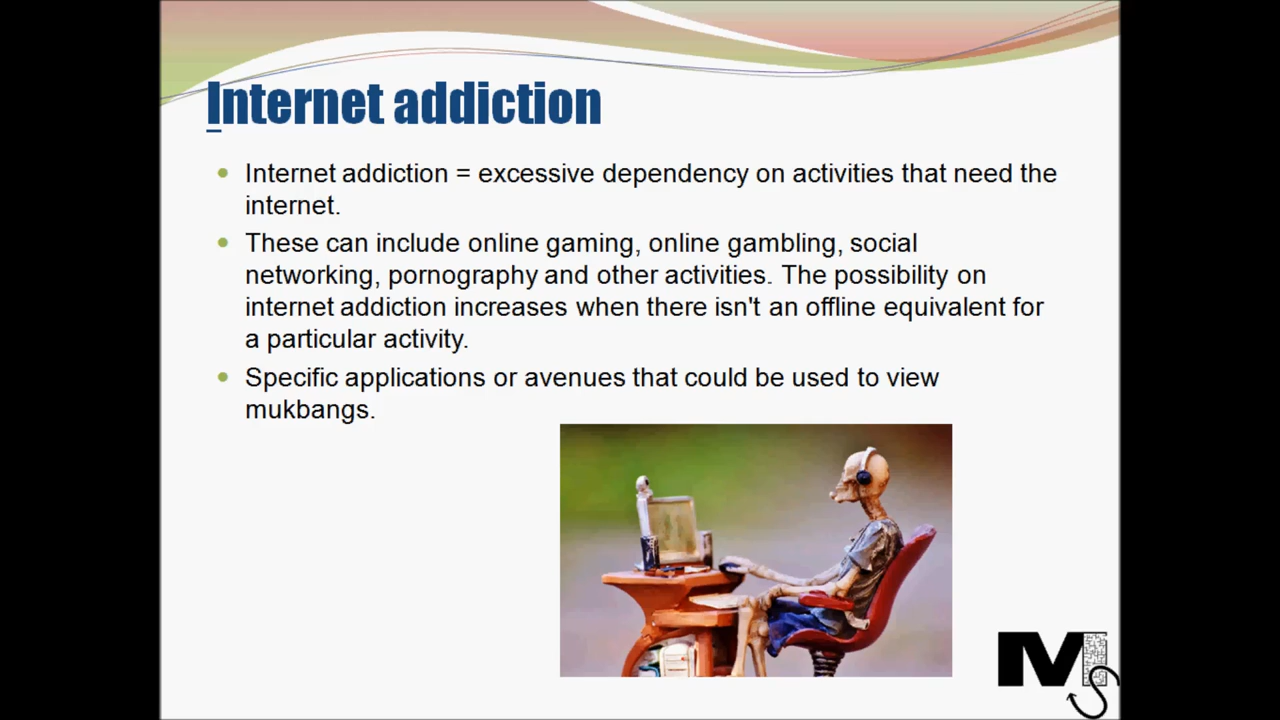 Internet addiction
Internet addiction = excessive dependency on activities that need the
internet.
These can include online gaming, online gambling, social
networking, pornography and other activities. The possibility on
internet addiction increases when there isn't an offline equivalent for
a particular activity.
Specific applications or avenues that could be used to view
mukbangs.
MS